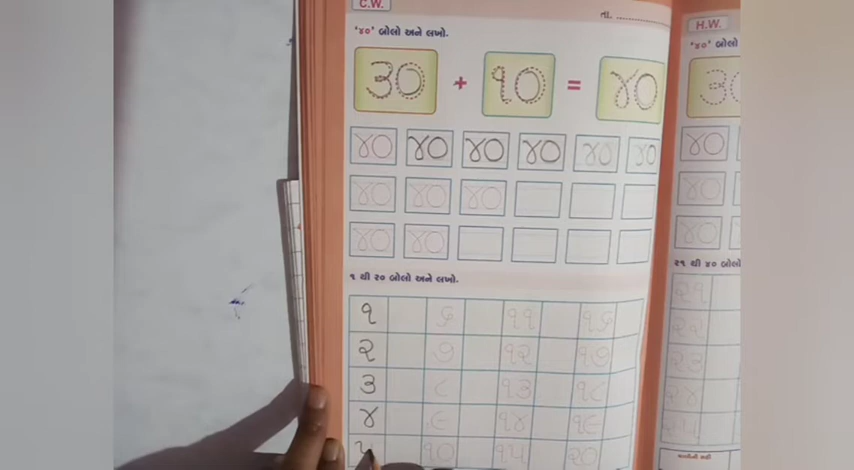 C.W.
તા. ..............
'૪૦' બોલો અને લખો.
૩૦ + ૧૦ = ૪૦
૪૦ ૪૦ ૪૦ ૪૦ ૪૦ ૪૦
૪૦ ૪૦ ૪૦
૪૦ ૪૦
૧ થી ૨૦ બોલો અને લખો.
૧ ૬ ૧૧ ૧૬
૨ ૭ ૧૨ ૧૭
૩ ૮ ૧૩ ૧૮
૪ ૯ ૧૪ ૧૯
૫ ૧૦ ૧૫ ૨૦
H.W.
'૪૦' બોલો
૩૦
૪૦
૪૦
૪૦
૨૧ થી ૪૦ બોલો
૨૧
૨૨
૨૩
૨૪
૨૫